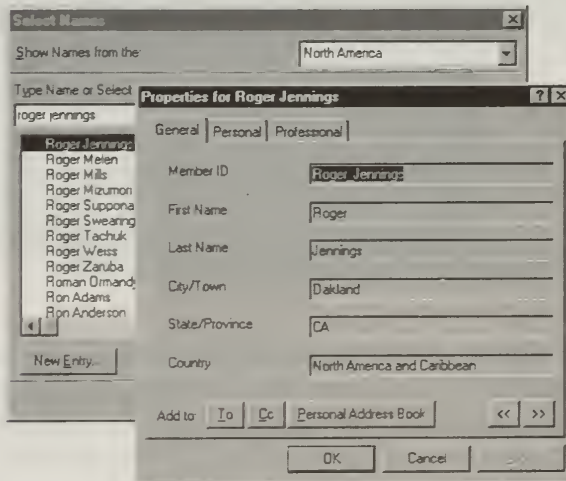 Select Names
Show Names from the:
North America
Type Name or Select
roger jennings
Roger Jennings
Roger Melen
Roger Mills
Roger Mizumon
Roger Suppona
Roger Swearing
Roger Tachuk
Roger Weiss
Roger Zaruba
Roman Ormandy
Ron Adams
Ron Anderson
New Entry...
Properties for Roger Jennings
General
Personal
Professional
Member ID
Roger Jennings
First Name
Roger
Last Name
Jennings
City/Town
Oakland
State/Province
CA
Country
North America and Caribbean
Add to:
To
Cc
Personal Address Book
<<
>>
OK
Cancel